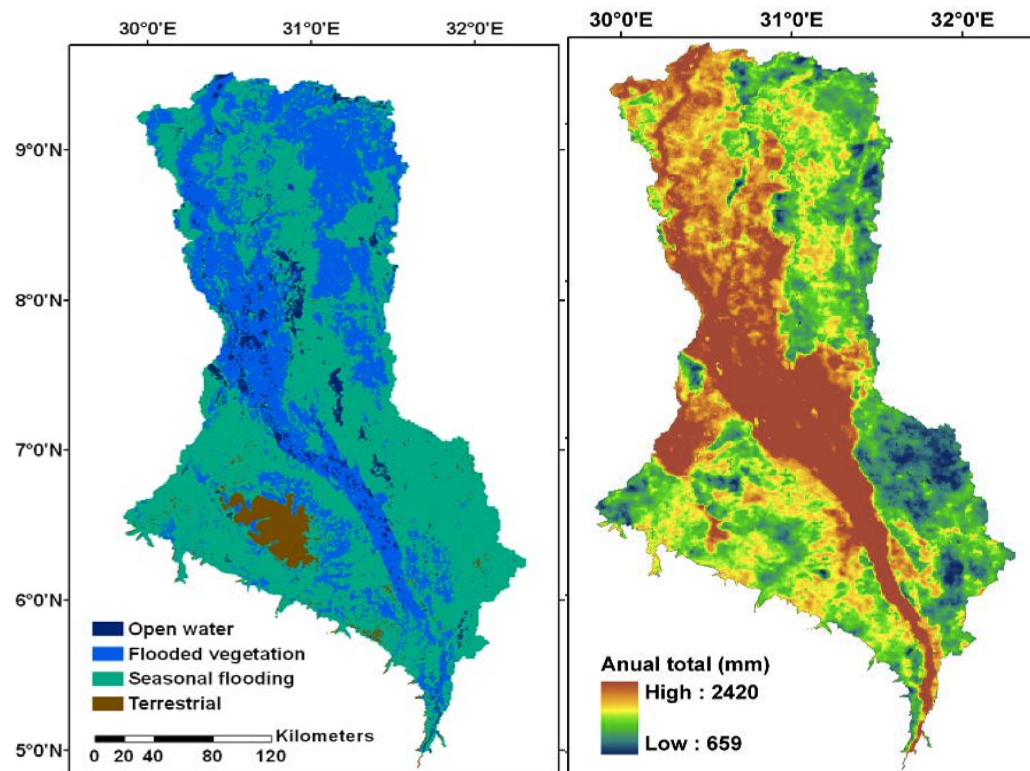 30°0'E 31°0'E 32°0'E
30°0'E 31°0'E 32°0'E
9°0'N
8°0'N
7°0'N
6°0'N
5°0'N
Open water
Flooded vegetation
Seasonal flooding
Terrestrial
Kilometers
0 20 40 80 120
Anual total (mm)
High : 2420
Low : 659